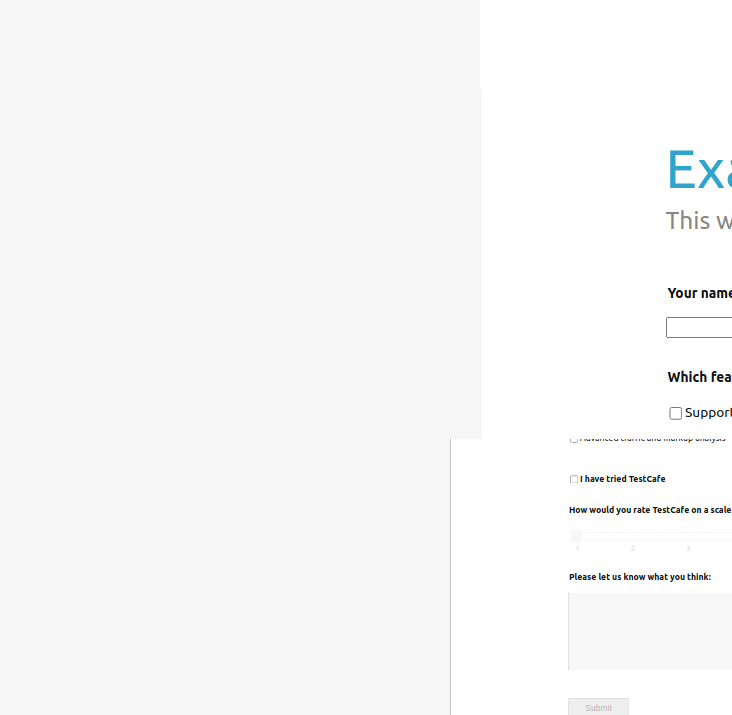 Exa
This w
Your name
Which fea
Support
Advanced traffic and markup analysis
I have tried TestCafe
How would you rate TestCafe on a scale
1 2 3
Please let us know what you think:
Submit